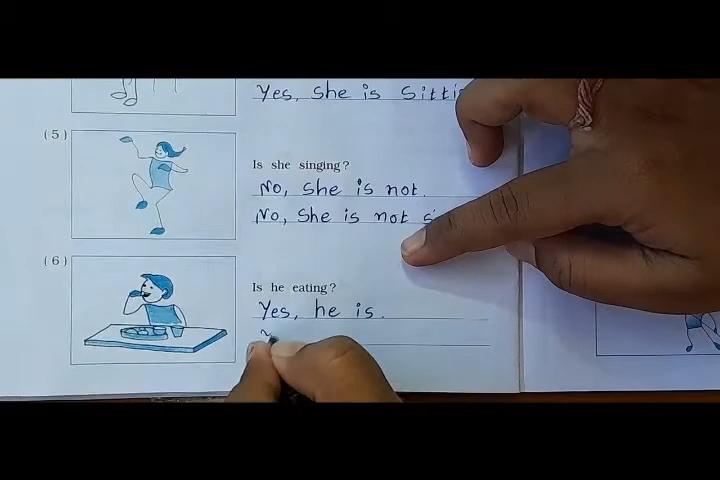 Yes, she is
(5)
Is she singing?
No, she is not.
No, She is not
(6)
Is he eating?
Yes, he is.